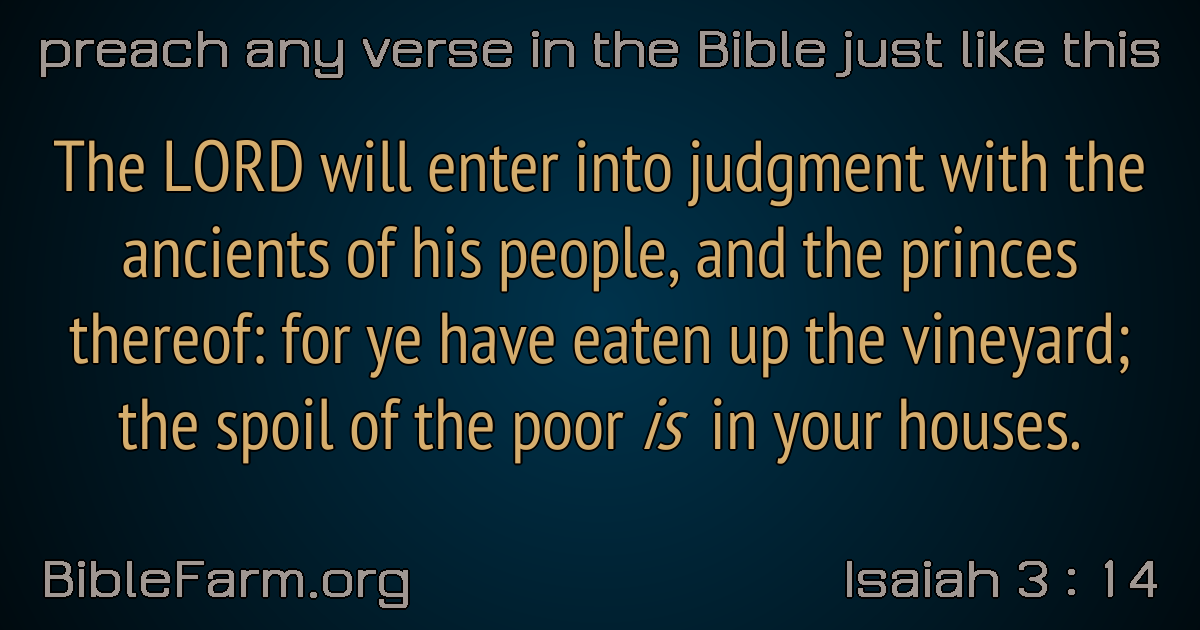 preach any verse in the Bible just like this
The LORD will enter into judgment with the
ancients of his people, and the princes
thereof: for ye have eaten up the vineyard;
the spoil of the poor is in your houses.
BibleFarm.org
Isaiah 3 : 14